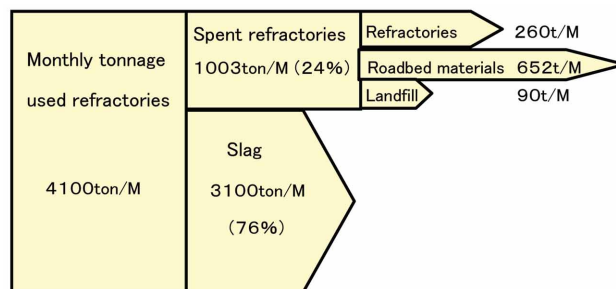 Monthly tonnage
used refractories
4100ton/M
Spent refractories
1003ton/M (24%)
Refractories 260t/M
Roadbed materials 652t/M
Landfill 90t/M
Slag
3100ton/M
(76%)